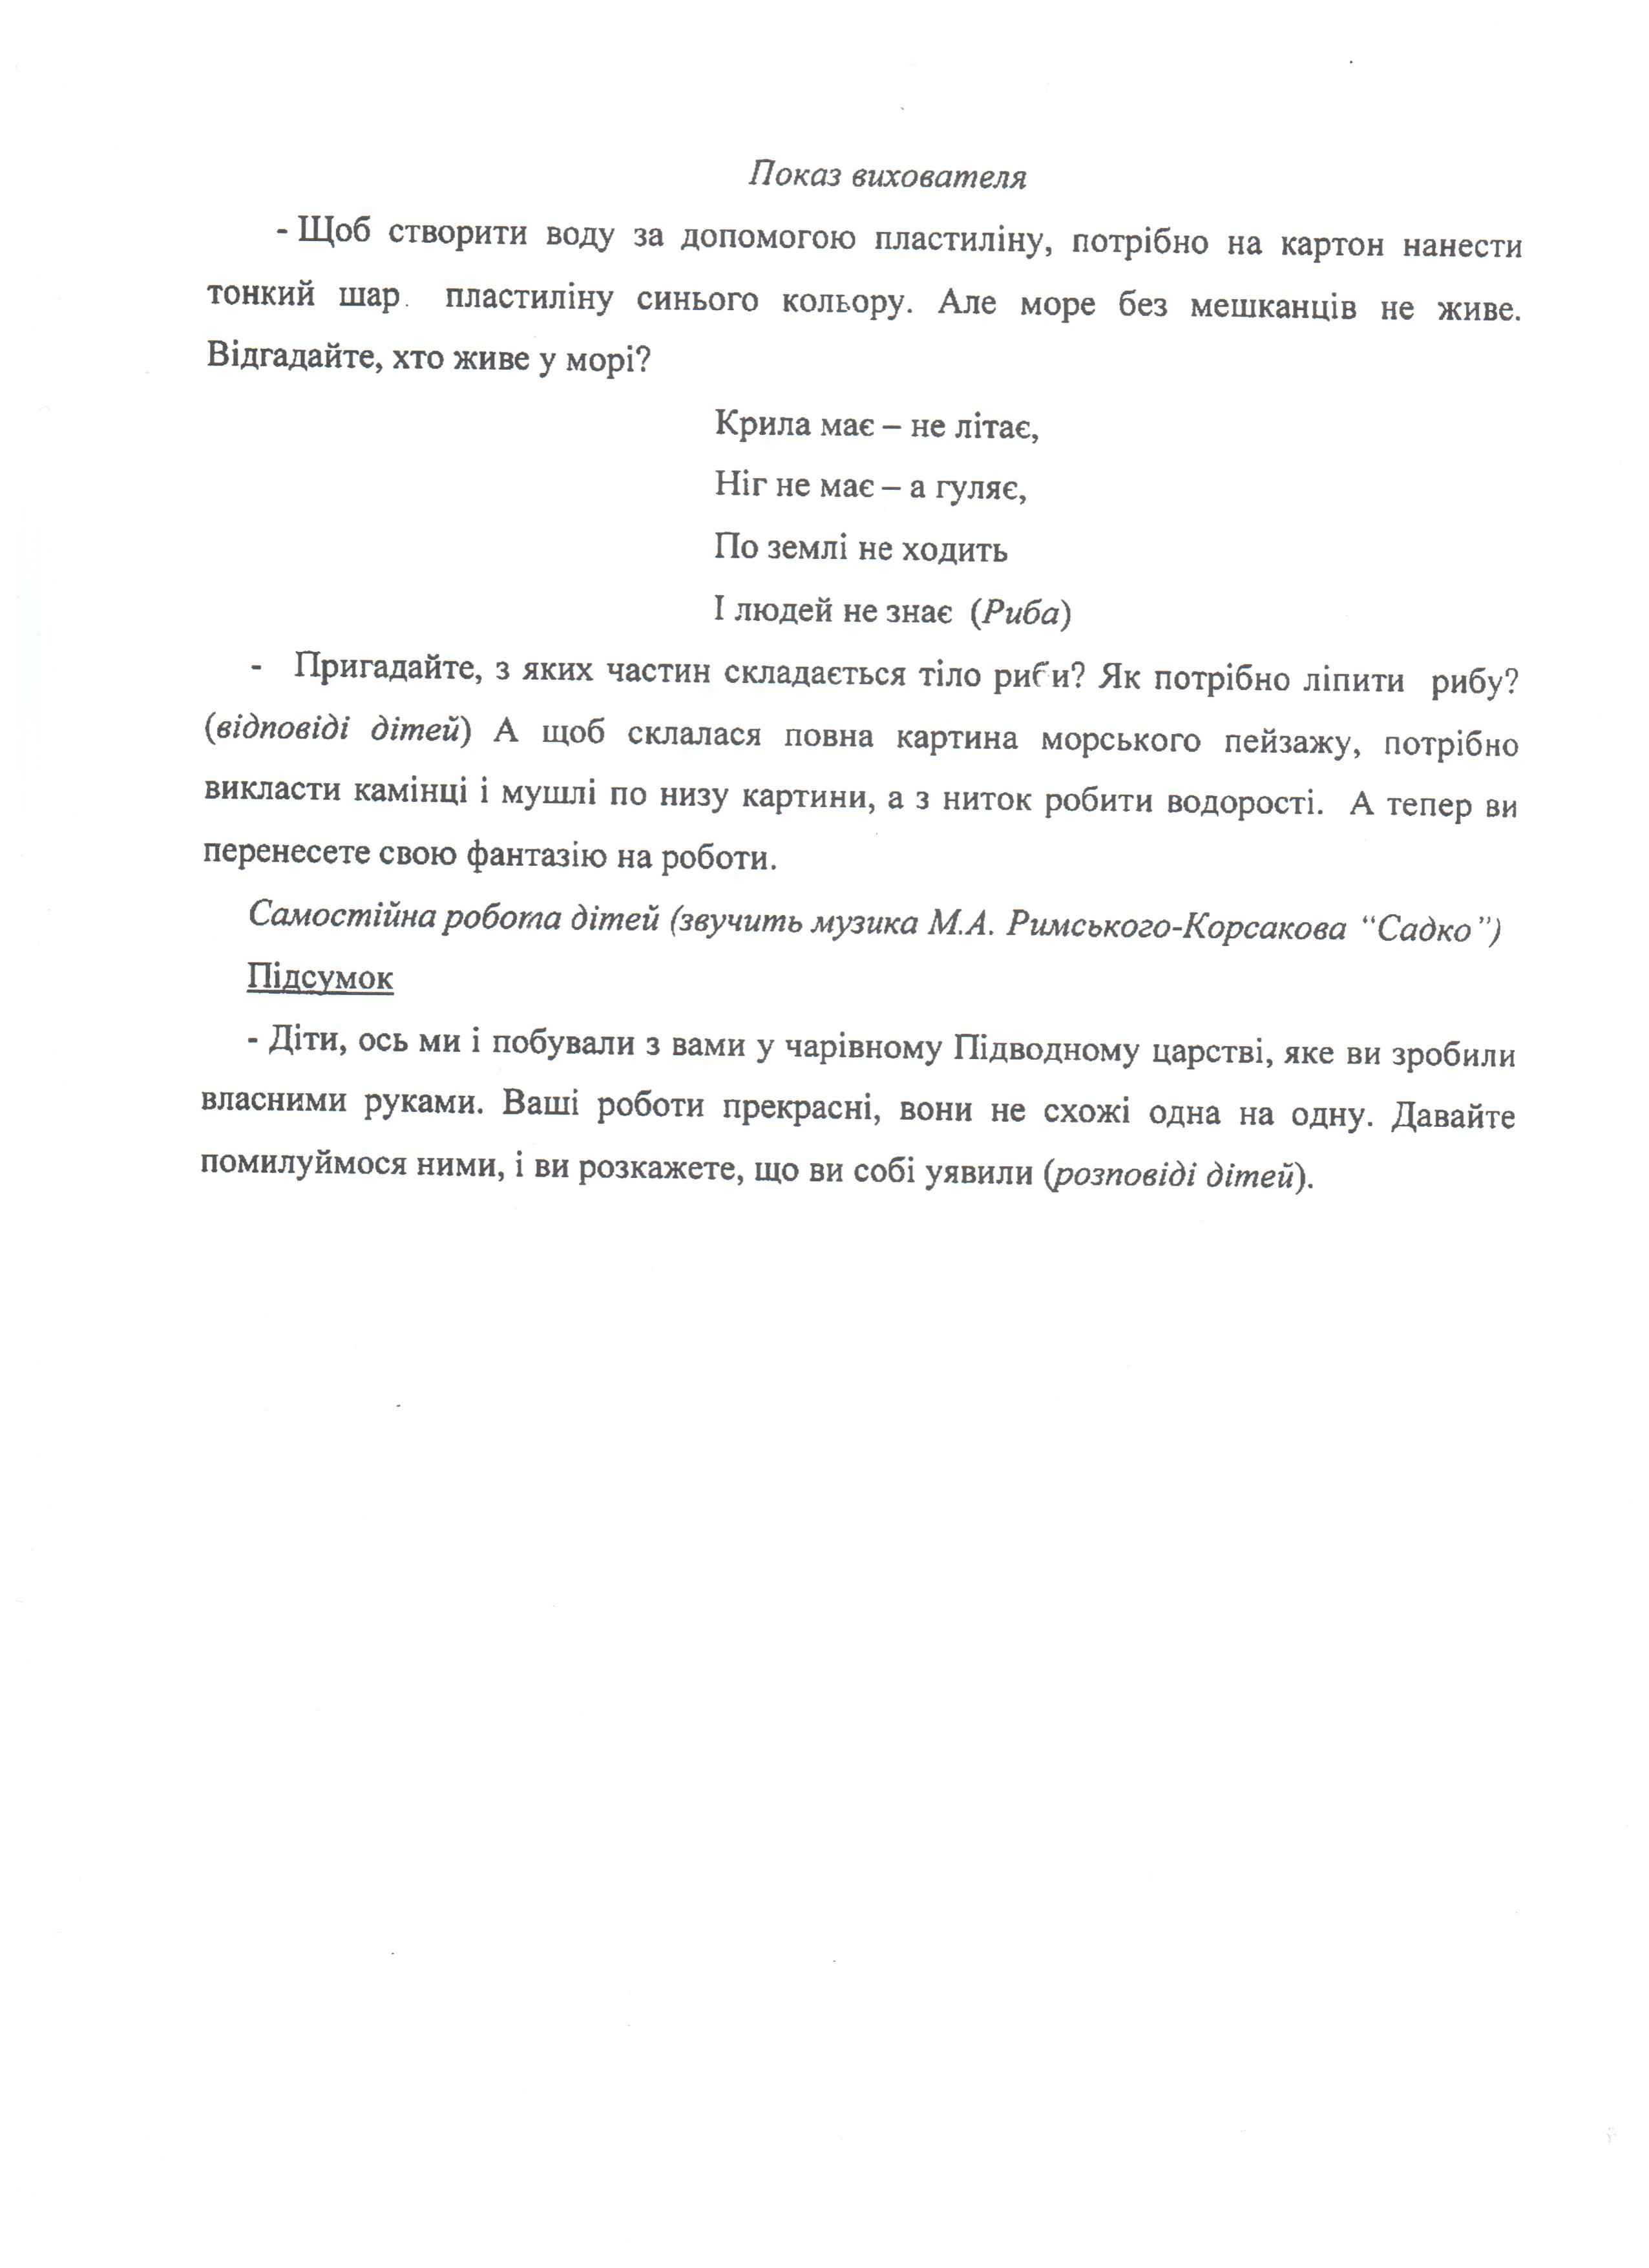 Показ вихователя
- Щоб створити воду за допомогою пластиліну, потрібно на картон нанести
тонкий шар пластиліну синього кольору. Але море без мешканців не живе.
Відгадайте, хто живе у морі?
Крила має – не літає,
Ніг не має – а гуляє,
По землі не ходить
І людей не знає (Риба)
- Пригадайте, з яких частин складається тіло риби? Як потрібно ліпити рибу?
(відповіді дітей) А щоб склалася повна картина морського пейзажу, потрібно
викласти камінці і мушлі по низу картини, а з ниток робити водорості. А тепер ви
перенесете свою фантазію на роботи.
Самостійна робота дітей (звучить музика М.А. Римського-Корсакова “Садко”)
Підсумок
- Діти, ось ми і побували з вами у чарівному Підводному царстві, яке ви зробили
власними руками. Ваші роботи прекрасні, вони не схожі одна на одну. Давайте
помилуймося ними, і ви розкажете, що ви собі уявили (розповіді дітей).